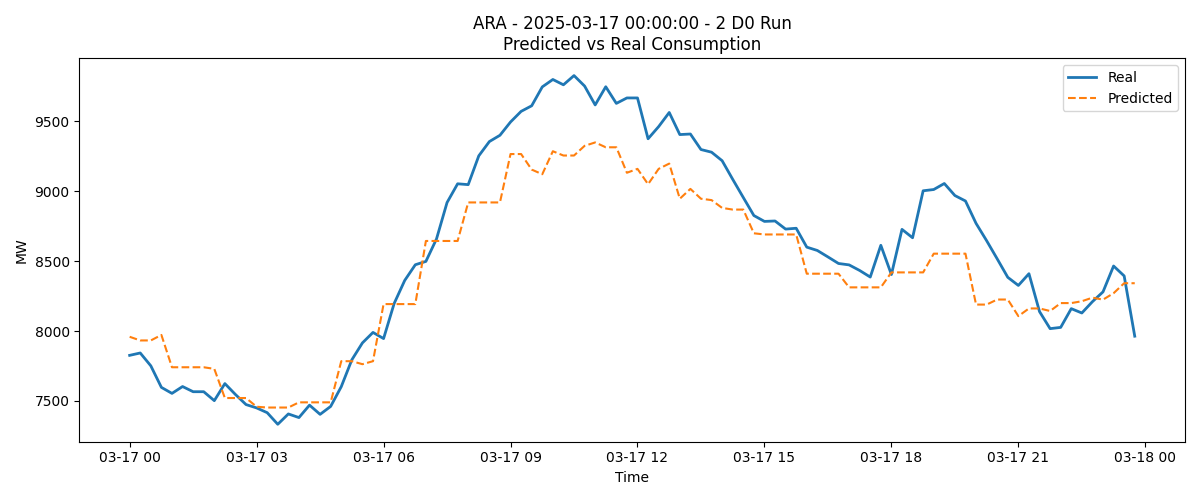 ARA - 2025-03-17 00:00:00 - 2 D0 Run
Predicted vs Real Consumption
Real
Predicted
9500
9000
8500
8000
7500
MW
03-17 00
03-17 03
03-17 06
03-17 09
03-17 12
03-17 15
03-17 18
03-17 21
03-18 00
Time